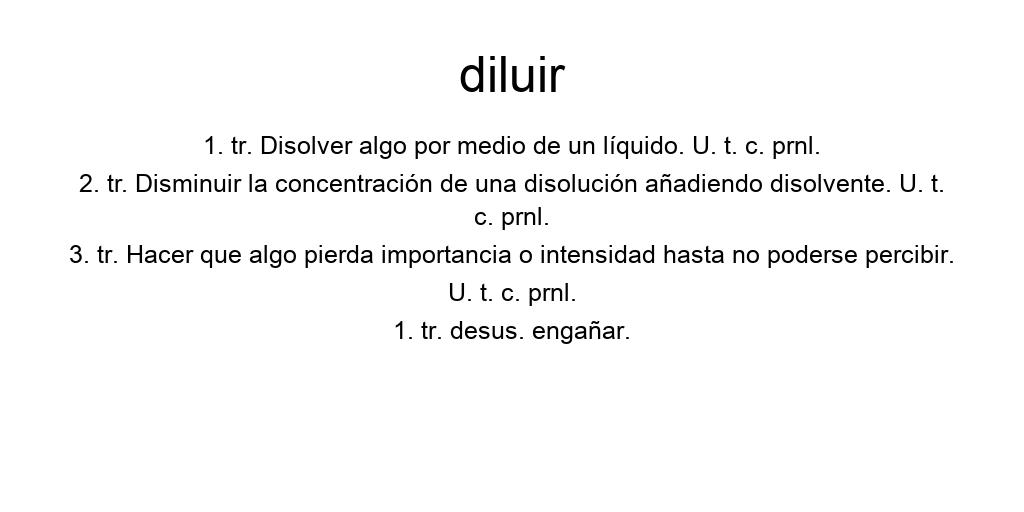 diluir
1. tr. Disolver algo por medio de un líquido. U. t. c. prnl.
2. tr. Disminuir la concentración de una disolución añadiendo disolvente. U. t.
c. prnl.
3. tr. Hacer que algo pierda importancia o intensidad hasta no poderse percibir.
U. t. c. prnl.
1. tr. desus. engañar.